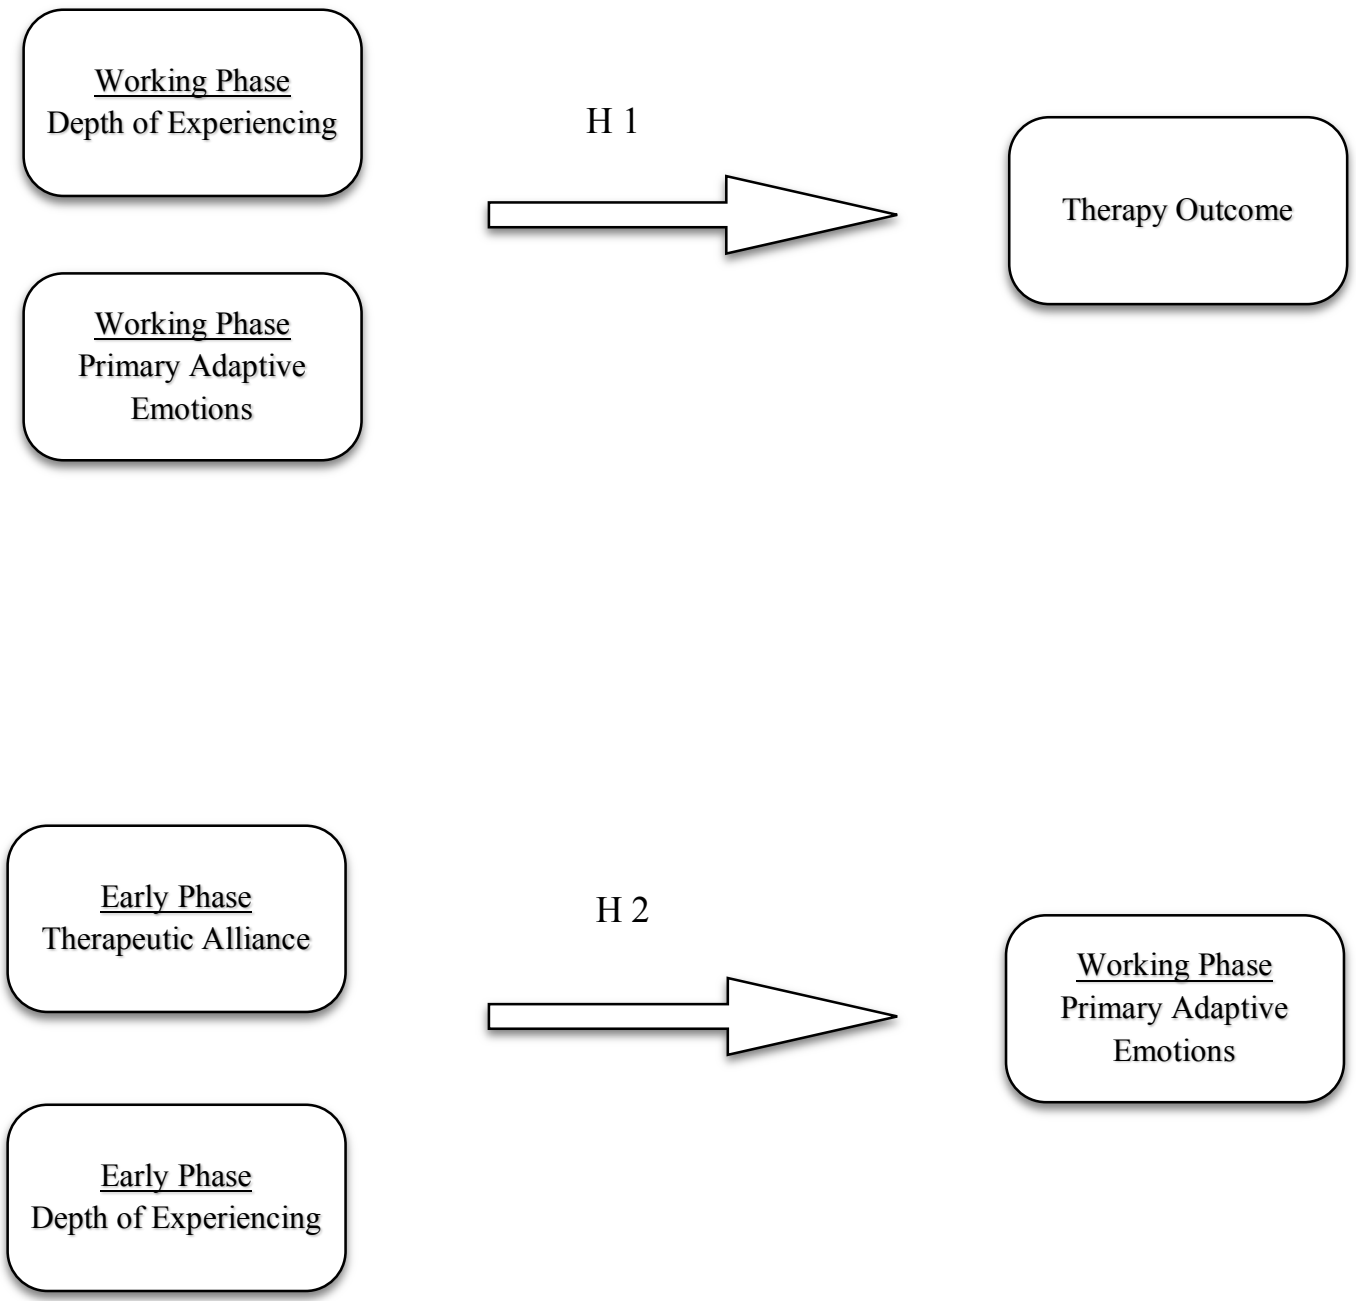 Working Phase
Depth of Experiencing
H 1
Therapy Outcome
Working Phase
Primary Adaptive
Emotions
Early Phase
Therapeutic Alliance
H 2
Working Phase
Primary Adaptive
Emotions
Early Phase
Depth of Experiencing